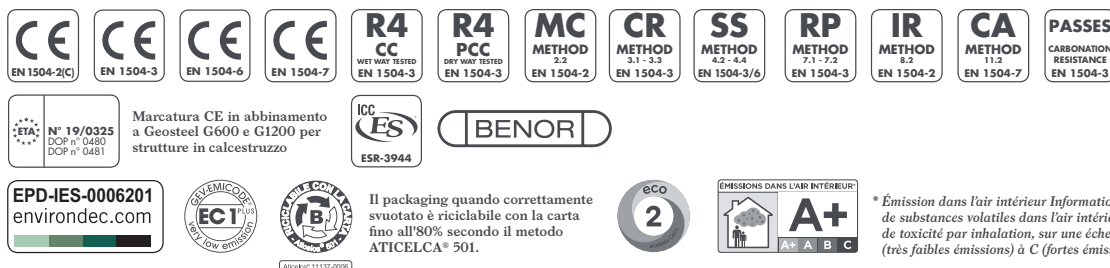 CE
EN 1504-2(C)
CE
EN 1504-3
CE
EN 1504-6
CE
EN 1504-7
R4
CC
WET WAY TESTED
EN 1504-3
R4
PCC
DRY WAY TESTED
EN 1504-3
MC
METHOD
2.2
EN 1504-2
CR
METHOD
3.1 - 3.3
EN 1504-3
SS
METHOD
4.2 - 4.4
EN 1504-3/6
RP
METHOD
7.1 - 7.2
EN 1504-3
IR
METHOD
8.2
EN 1504-2
CA
METHOD
11.2
EN 1504-7
PASSES
CARBONATION
RESISTANCE
EN 1504-3
ETA
N° 19/0325
DOP n° 0480
DOP n° 0481
Marcatura CE in abbinamento
a Geosteel G600 e G1200 per
strutture in calcestruzzo
ICC
ES
ESR-3944
BENOR
EPD-IES-0006201
environdec.com
GEV-EMICODE
EC 1 PLUS
very low emission
RICICLABILE CON LA CARTA
B
Aticelca® 501
Aticelca® 11137-0006
Il packaging quando correttamente
svuotato è riciclabile con la carta
fino all'80% secondo il metodo
ATICELCA® 501.
eco
2
ÉMISSIONS DANS L'AIR INTÉRIEUR*
A+
A+ A B C
* Émission dans l'air intérieur Information
de substances volatiles dans l'air intérie
de toxicité par inhalation, sur une éche
(très faibles émissions) à C (fortes émiss